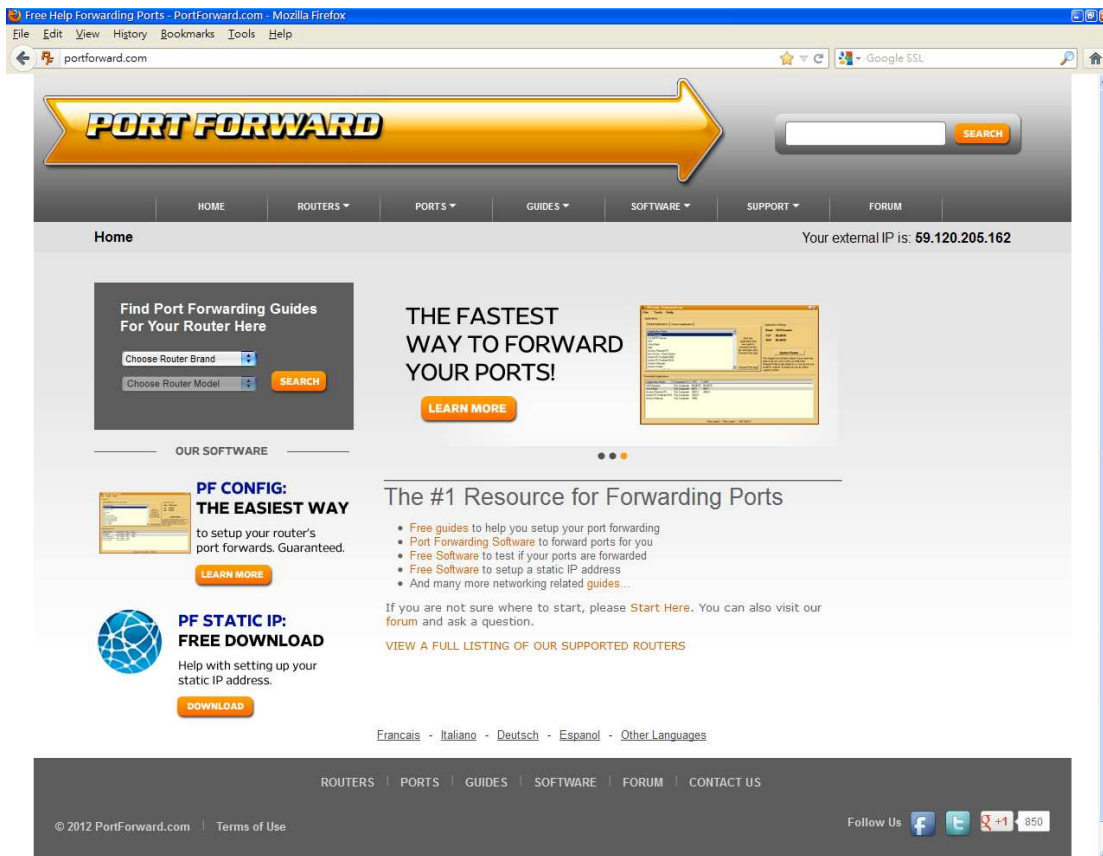 Free Help Forwarding Ports - PortForward.com - Mozilla Firefox
File Edit View History Bookmarks Tools Help
portforward.com
Google SSL
PORT FORWARD
SEARCH
HOME ROUTERS PORTS GUIDES SOFTWARE SUPPORT FORUM
Home
Your external IP is: 59.120.205.162
Find Port Forwarding Guides
For Your Router Here
Choose Router Brand
Choose Router Model
SEARCH
THE FASTEST
WAY TO FORWARD
YOUR PORTS!
LEARN MORE
OUR SOFTWARE
PF CONFIG:
THE EASIEST WAY
to setup your router's
port forwards. Guaranteed.
LEARN MORE
PF STATIC IP:
FREE DOWNLOAD
Help with setting up your
static IP address.
DOWNLOAD
The #1 Resource for Forwarding Ports
Free guides to help you setup your port forwarding
Port Forwarding Software to forward ports for you
Free Software to test if your ports are forwarded
Free Software to setup a static IP address
And many more networking related guides...
If you are not sure where to start, please Start Here. You can also visit our
forum and ask a question.
VIEW A FULL LISTING OF OUR SUPPORTED ROUTERS
Francais - Italiano - Deutsch - Espanol - Other Languages
ROUTERS | PORTS | GUIDES | SOFTWARE | FORUM | CONTACT US
© 2012 PortForward.com | Terms of Use
Follow Us
+1 850